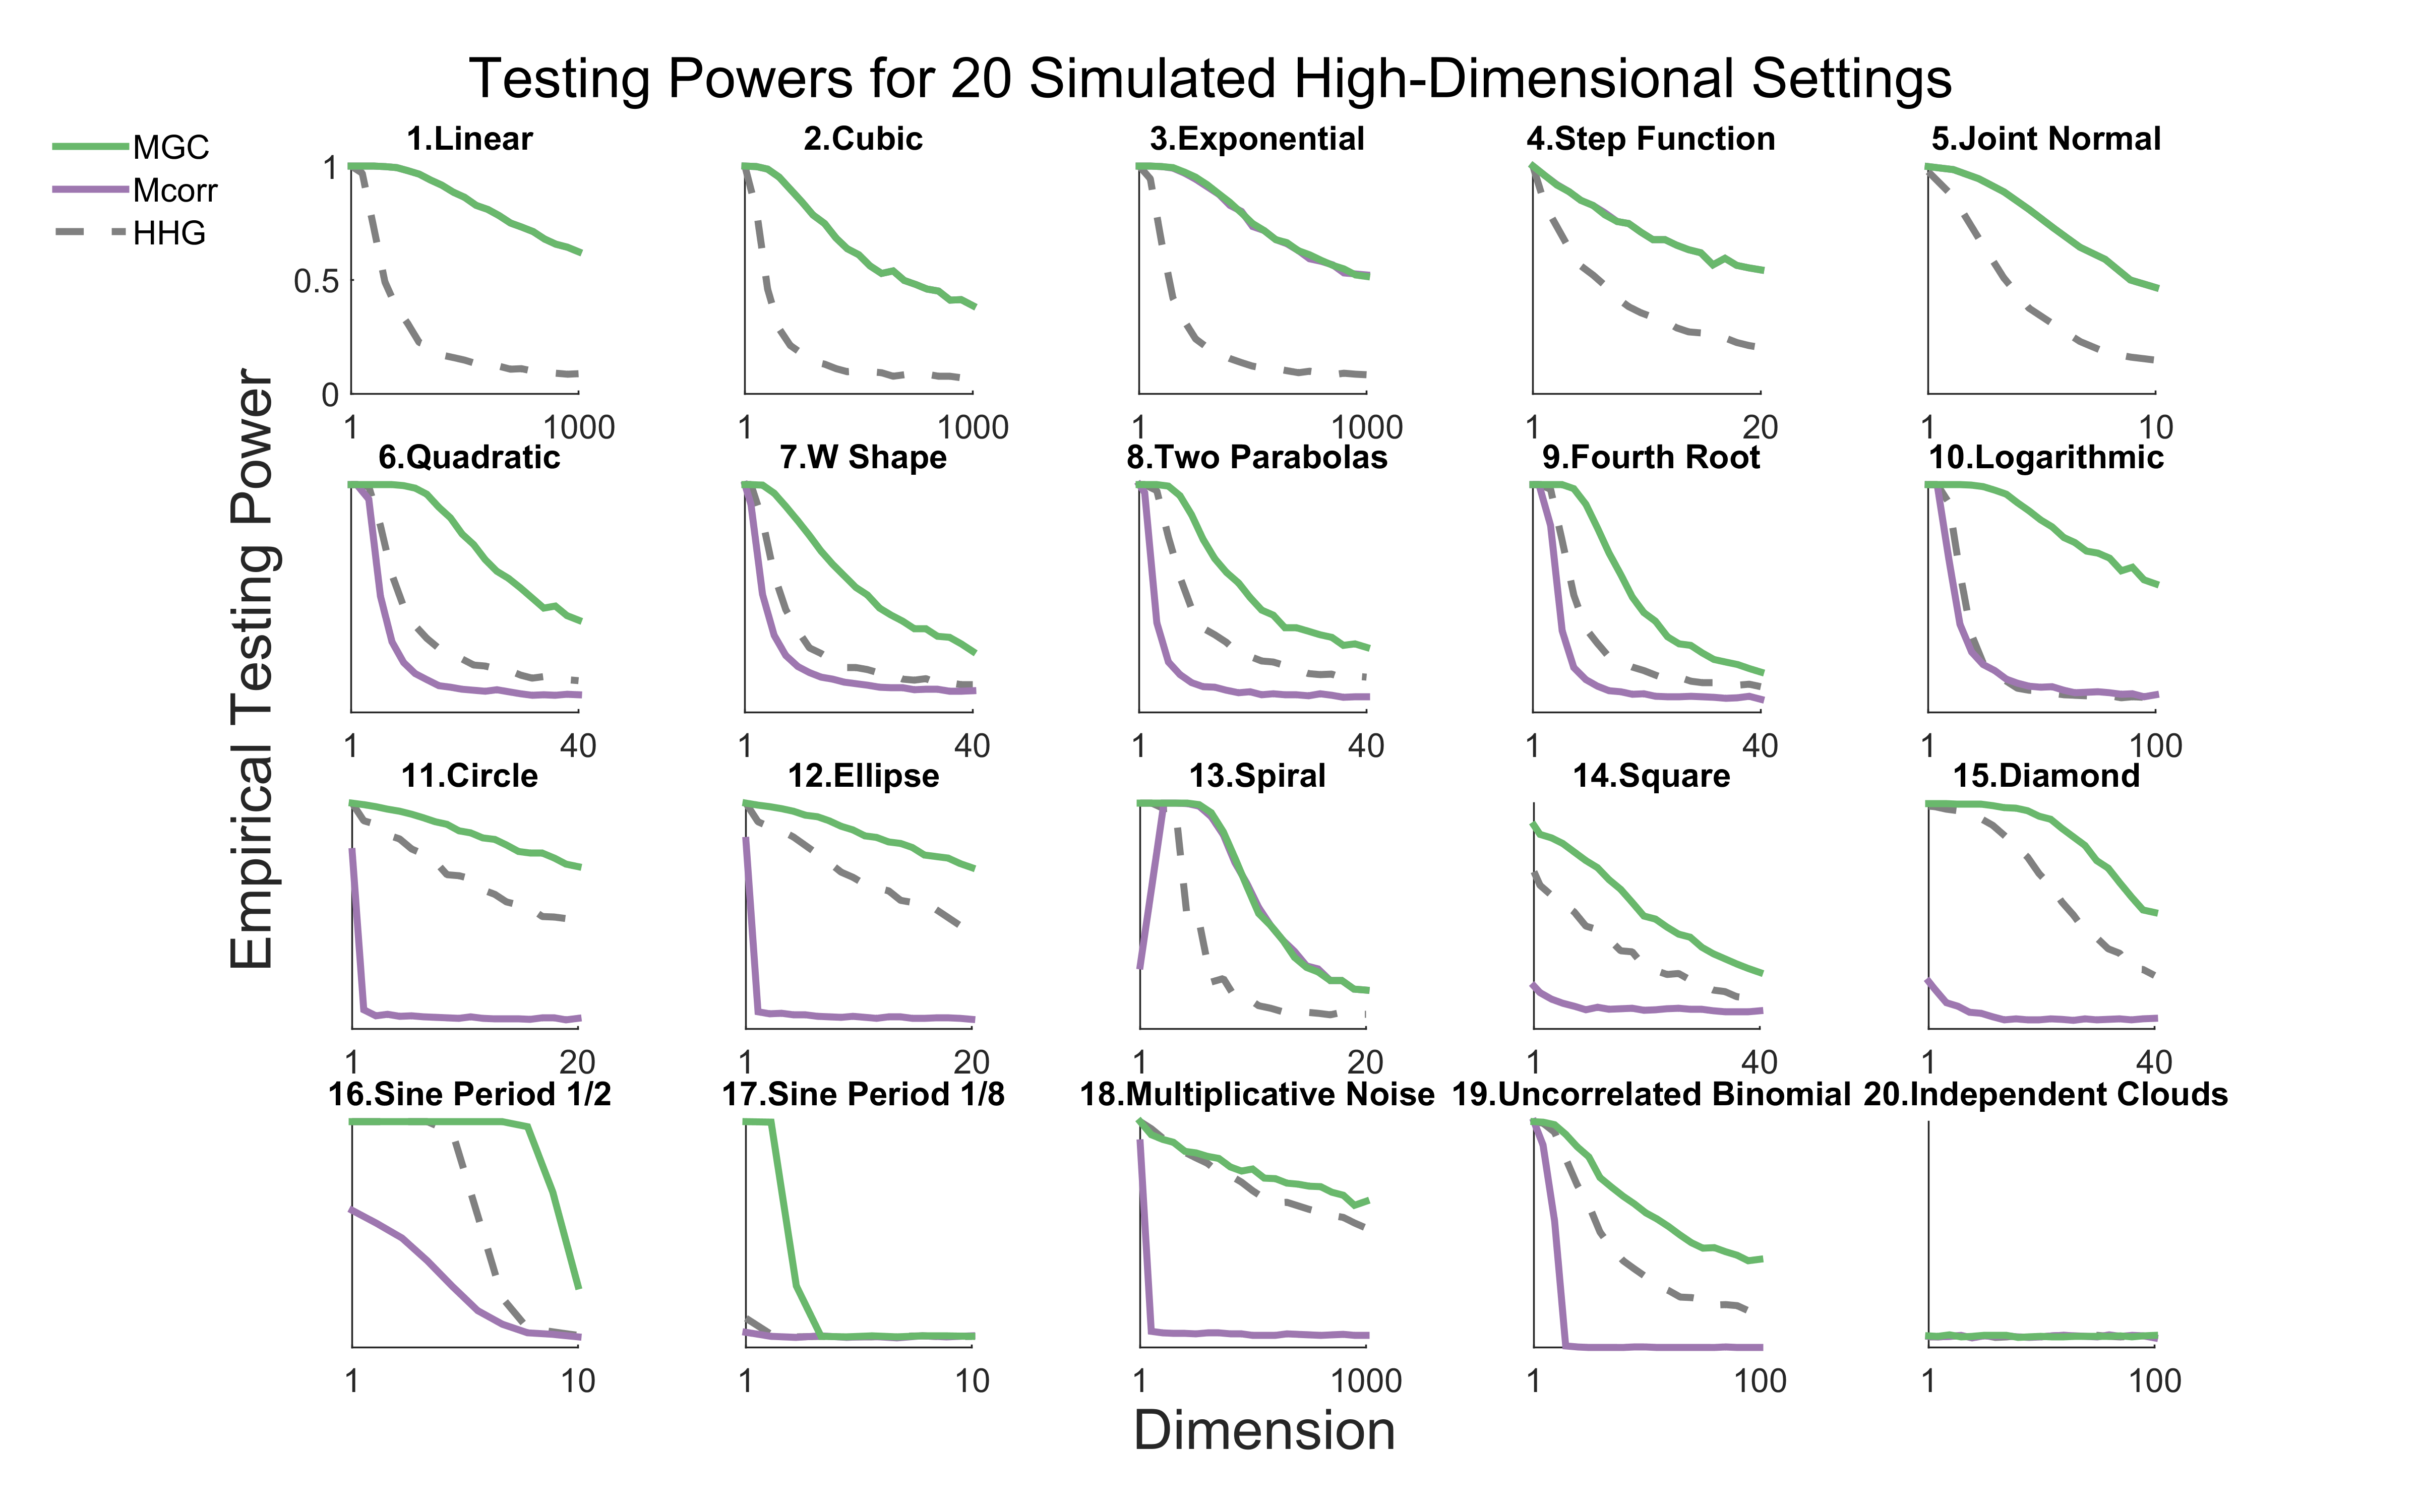 Testing Powers for 20 Simulated High-Dimensional Settings
MGC
Mcorr
HHG
Empirical Testing Power
1.Linear
1
0.5
0
1 1000
2.Cubic
1 1000
3.Exponential
1 1000
4.Step Function
1 20
5.Joint Normal
1 10
6.Quadratic
1 40
7.W Shape
1 40
8.Two Parabolas
1 40
9.Fourth Root
1 40
10.Logarithmic
1 100
11.Circle
1 20
12.Ellipse
1 20
13.Spiral
1 20
14.Square
1 40
15.Diamond
1 40
16.Sine Period 1/2
1 10
17.Sine Period 1/8
1 10
18.Multiplicative Noise
1 1000
19.Uncorrelated Binomial
1 100
20.Independent Clouds
1 100
Dimension